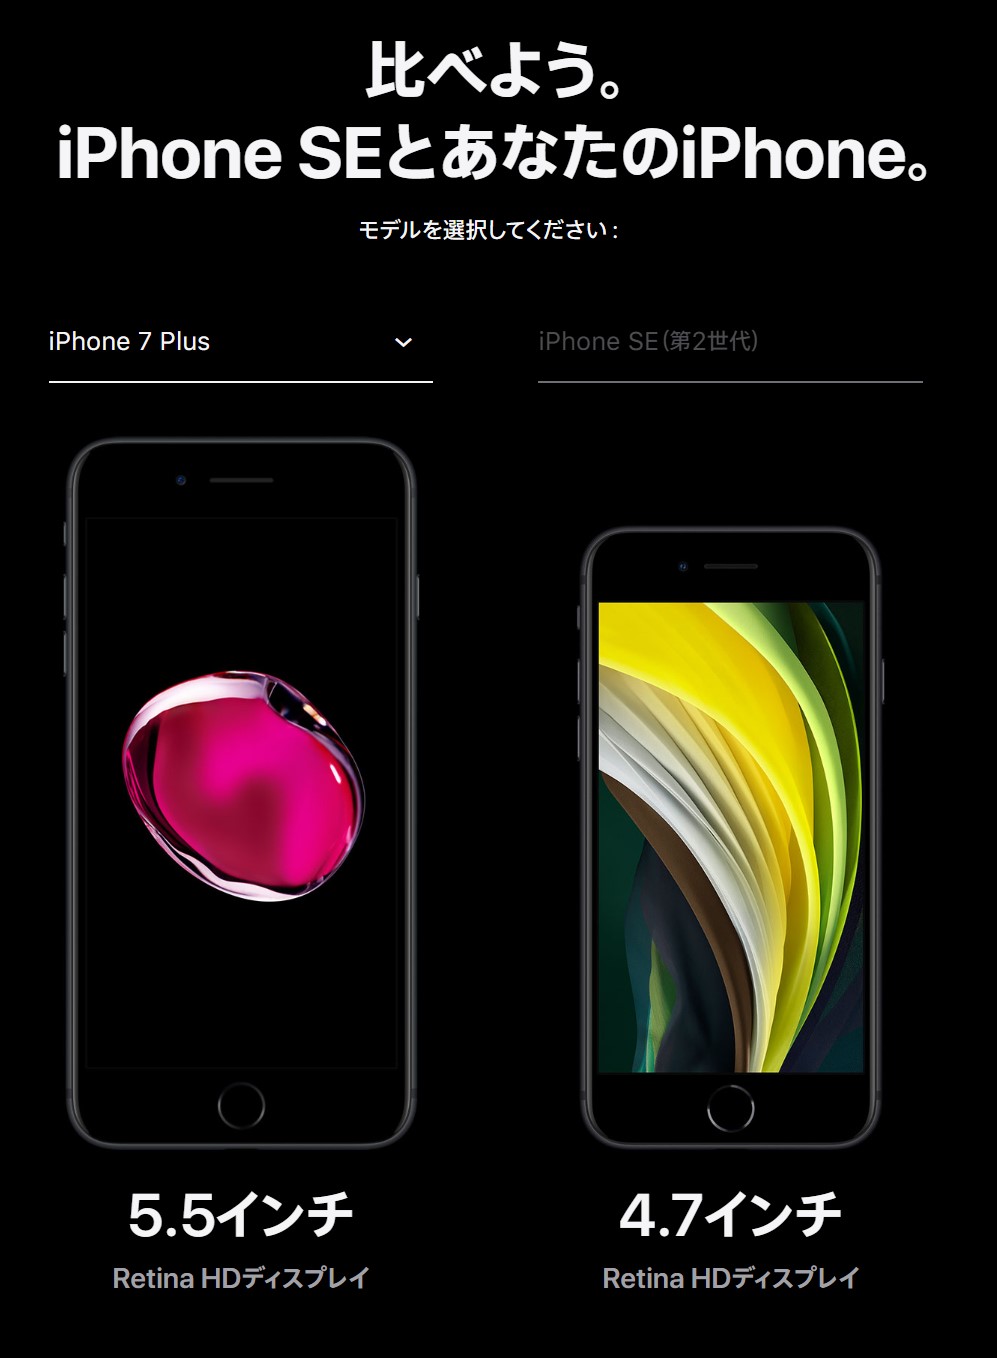 比べよう。
iPhone SEとあなたのiPhone。
モデルを選択してください：
iPhone 7 Plus
iPhone SE（第2世代）
5.5インチ
4.7インチ
Retina HDディスプレイ
Retina HDディスプレイ